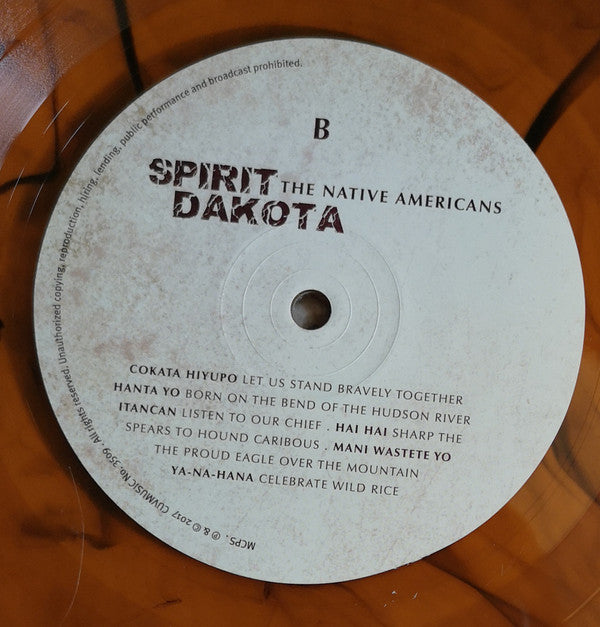 B
SPIRIT THE NATIVE AMERICANS
DAKOTA
COKATA HIYUPO LET US STAND BRAVELY TOGETHER
HANTA YO BORN ON THE BEND OF THE HUDSON RIVER
ITANCAN LISTEN TO OUR CHIEF . HAI HAI SHARP THE
SPEARS TO HOUND CARIBOUS . MANI WASTETE YO
THE PROUD EAGLE OVER THE MOUNTAIN
YA-NA-HANA CELEBRATE WILD RICE
MCPS. ℗ & © 2017 CUVMUSIC No. 3509. All rights reserved. Unauthorized copying, reproduction, hiring, lending, public performance and broadcast prohibited.